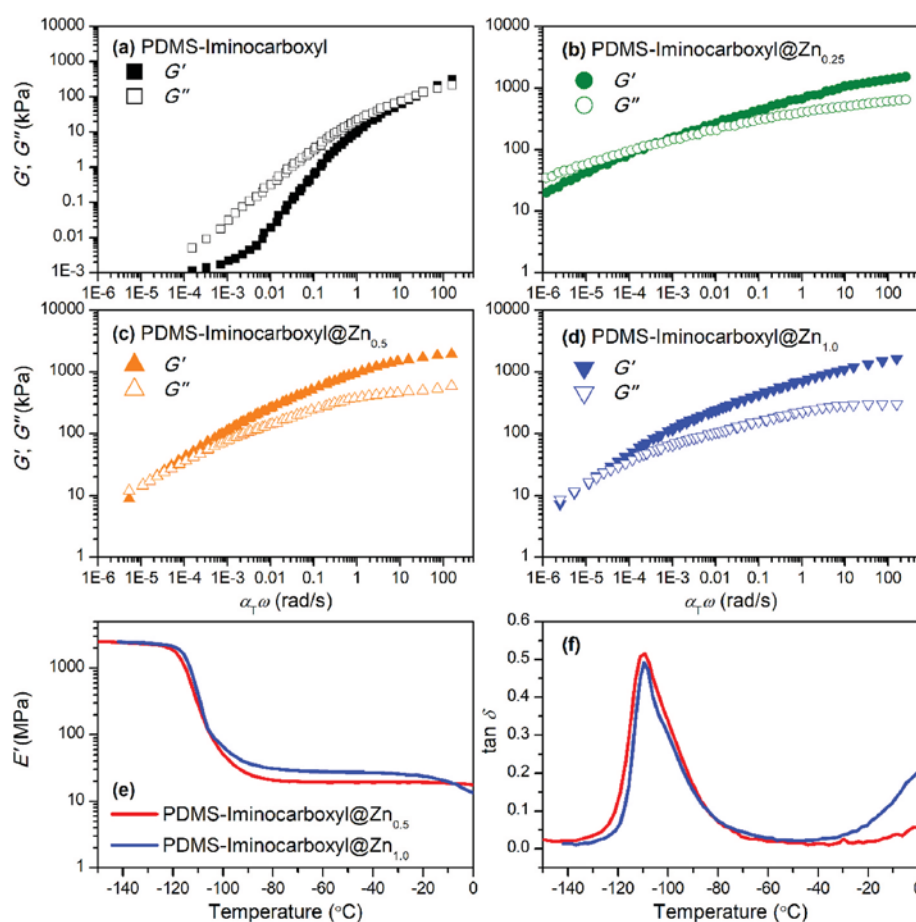 (a) PDMS-Iminocarboxyl
G'
G"
G', G" (kPa)
10000
1000
100
10
1
0.1
0.01
1E-3
1E-6 1E-5 1E-4 1E-3 0.01 0.1 1 10 100
(b) PDMS-Iminocarboxyl@Zn0.25
G'
G"
10000
1000
100
10
1
1E-6 1E-5 1E-4 1E-3 0.01 0.1 1 10 100
(c) PDMS-Iminocarboxyl@Zn0.5
G'
G"
G', G" (kPa)
10000
1000
100
10
1
1E-6 1E-5 1E-4 1E-3 0.01 0.1 1 10 100
αTω (rad/s)
(d) PDMS-Iminocarboxyl@Zn1.0
G'
G"
10000
1000
100
10
1
1E-6 1E-5 1E-4 1E-3 0.01 0.1 1 10 100
αTω (rad/s)
E' (MPa)
1000
100
10
1
(e)
PDMS-Iminocarboxyl@Zn0.5
PDMS-Iminocarboxyl@Zn1.0
-140 -120 -100 -80 -60 -40 -20 0
Temperature (°C)
(f)
tan δ
0.6
0.5
0.4
0.3
0.2
0.1
0.0
-140 -120 -100 -80 -60 -40 -20 0
Temperature (°C)